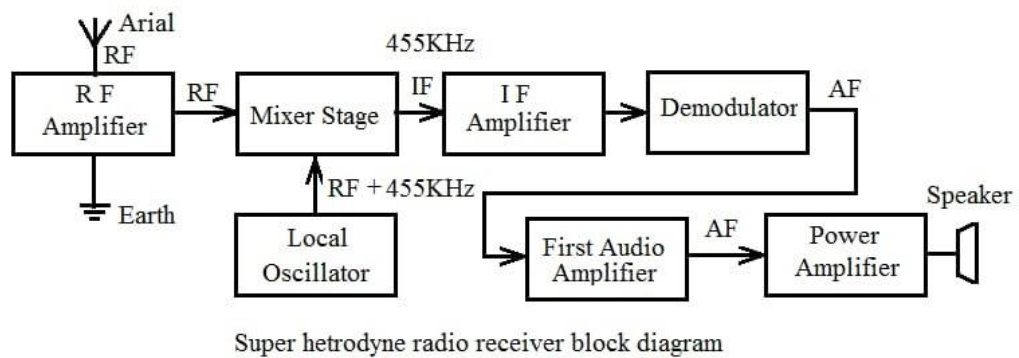 Arial
RF
R F
Amplifier
Earth
RF
Mixer Stage
Local
Oscillator
RF + 455KHz
455KHz
IF
I F
Amplifier
Demodulator
AF
First Audio
Amplifier
AF
Power
Amplifier
Speaker
Super hetrodyne radio receiver block diagram